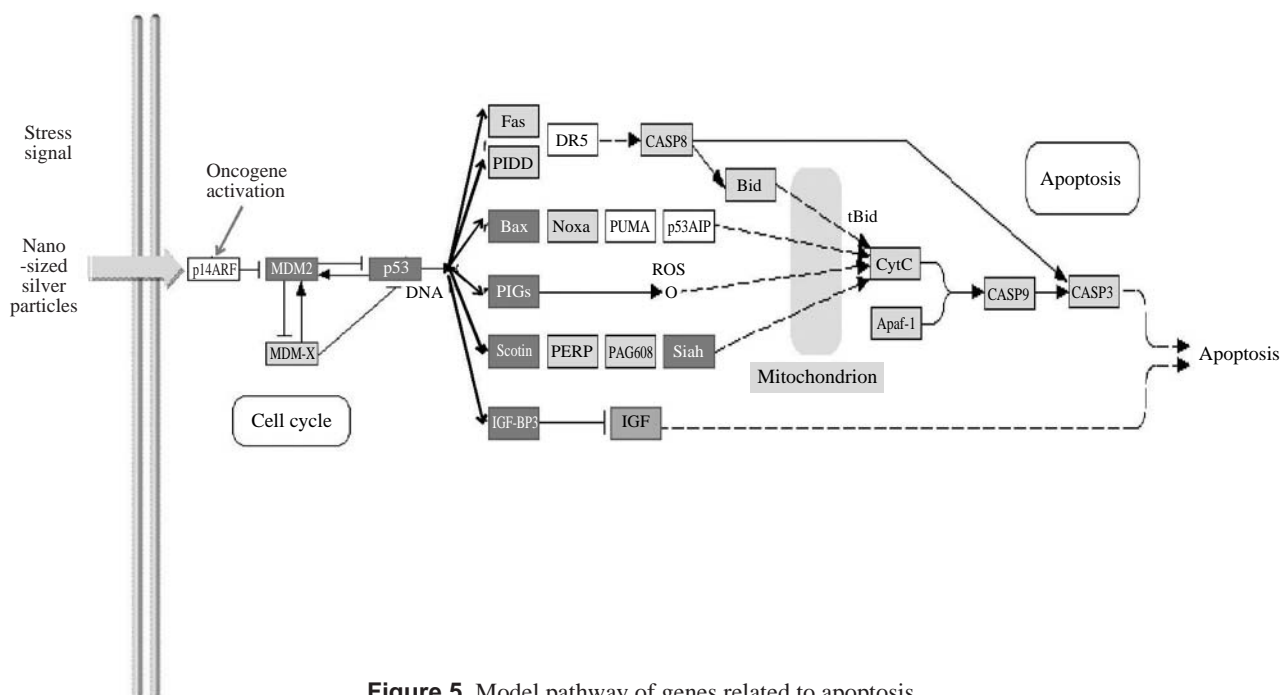 Stress
signal
Oncogene
activation
Nano
-sized
silver
particles
p14ARF
MDM2
p53
DNA
MDM-X
Cell cycle
Fas
PIDD
DR5
CASP8
Bid
tBid
Bax
Noxa
PUMA
p53AIP
PIGs
ROS
O
Scotin
PERP
PAG608
Siah
Mitochondrion
IGF-BP3
IGF
CytC
Apaf-1
CASP9
CASP3
Apoptosis
Apoptosis
Figure 5. Model pathway of genes related to apoptosis